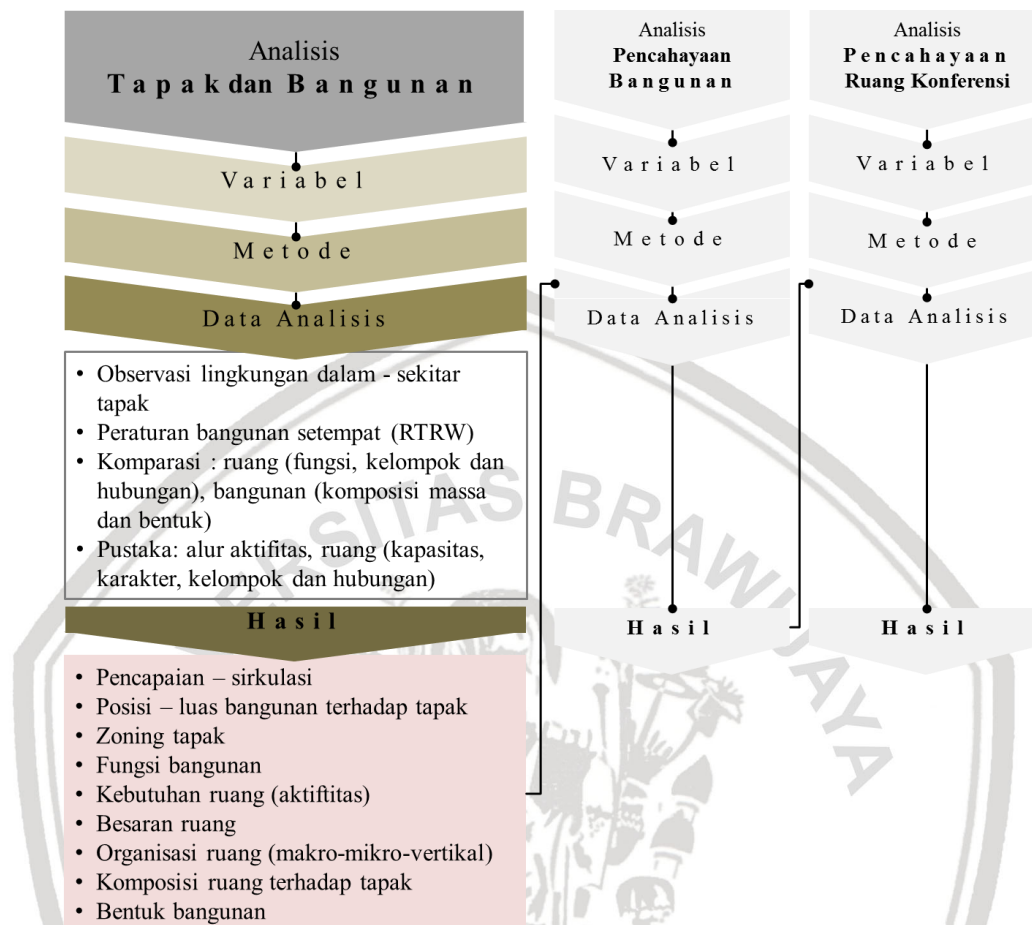 Analisis
Tapak dan Bangunan
Variabel
Metode
Data Analisis
• Observasi lingkungan dalam - sekitar
tapak
• Peraturan bangunan setempat (RTRW)
• Komparasi : ruang (fungsi, kelompok dan
hubungan), bangunan (komposisi massa
dan bentuk)
• Pustaka: alur aktifitas, ruang (kapasitas,
karakter, kelompok dan hubungan)
Hasil
• Pencapaian – sirkulasi
• Posisi – luas bangunan terhadap tapak
• Zoning tapak
• Fungsi bangunan
• Kebutuhan ruang (aktiftitas)
• Besaran ruang
• Organisasi ruang (makro-mikro-vertikal)
• Komposisi ruang terhadap tapak
• Bentuk bangunan
Analisis
Pencahayaan
Bangunan
Variabel
Metode
Data Analisis
Hasil
Analisis
Pencahayaan
Ruang Konferensi
Variabel
Metode
Data Analisis
Hasil
ERSITAS BRAWIJAYA